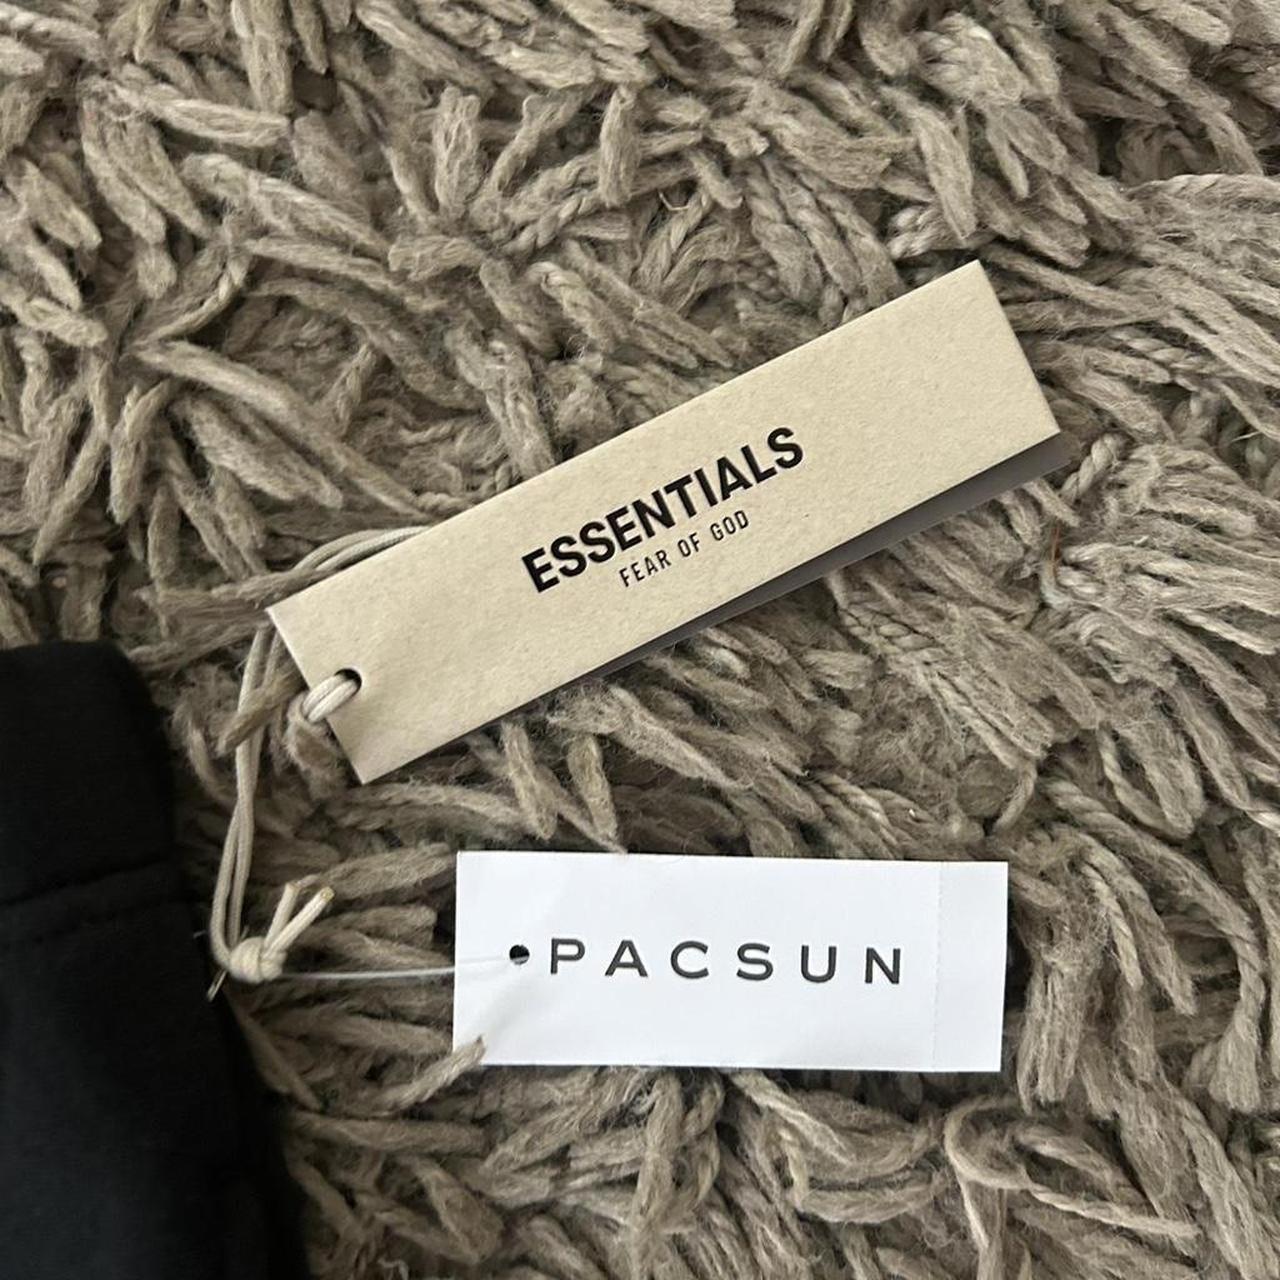 ESSENTIALS
FEAR OF GOD
PACSUN